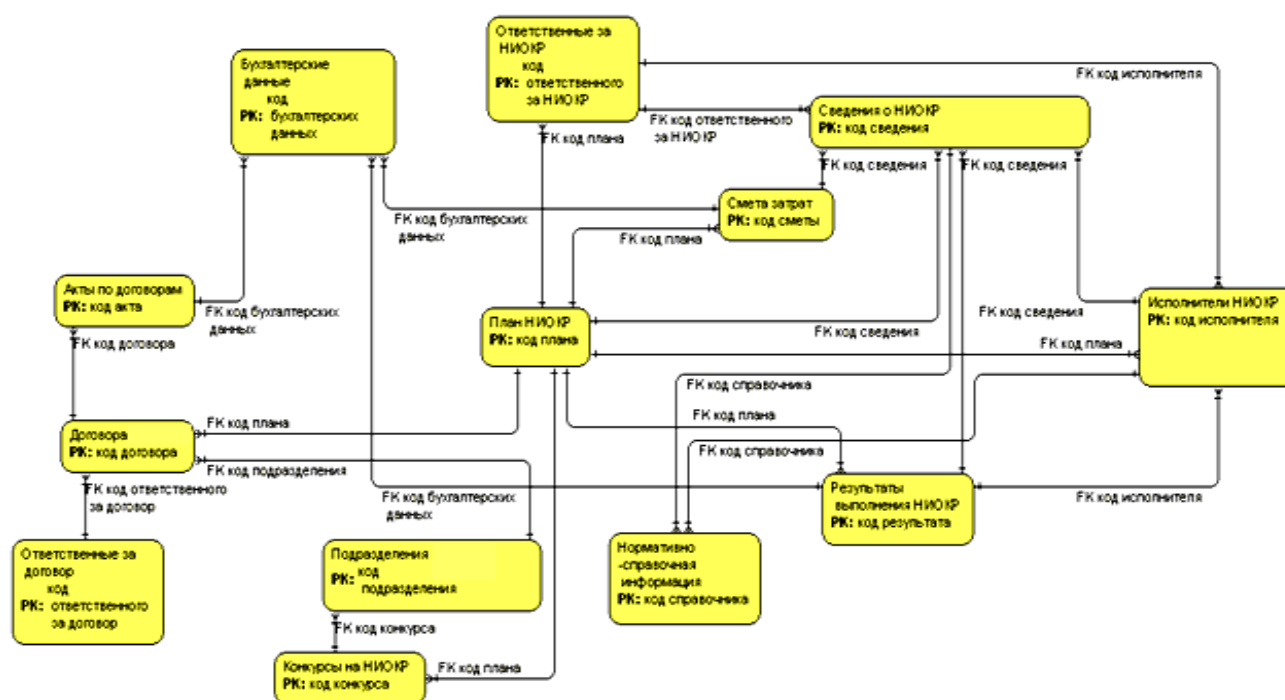 Ответственные за
НИОКР
код
PK: ответственного
за НИОКР
Бухгалтерские
данные
код
PK: бухгалтерских
данных
FK код исполнителя
Сведения о НИОКР
PK: код сведения
FK код ответственного
за НИОКР
FK код плана
FK код сведения
FK код сведения
FK код сведения
Смета затрат
PK: код сметы
FK код бухгалтерских
данных
FK код плана
Акты по договорам
PK: код акта
FK код бухгалтерских
данных
План НИОКР
PK: код плана
FK код сведения
FK код сведения
Исполнители НИОКР
PK: код исполнителя
FK код договора
FK код плана
FK код справочника
FK код плана
FK код плана
Договора
PK: код договора
FK код подразделения
FK код справочника
FK код ответственного
за договор
FK код бухгалтерских
данных
Результаты
выполнения НИОКР
PK: код результата
FK код исполнителя
Ответственные за
договор
код
PK: ответственного
за договор
Подразделения
PK: код
подразделения
Нормативно
-справочная
информация
PK: код справочника
FK код конкурса
Конкурсы на НИОКР
PK: код конкурса
FK код плана